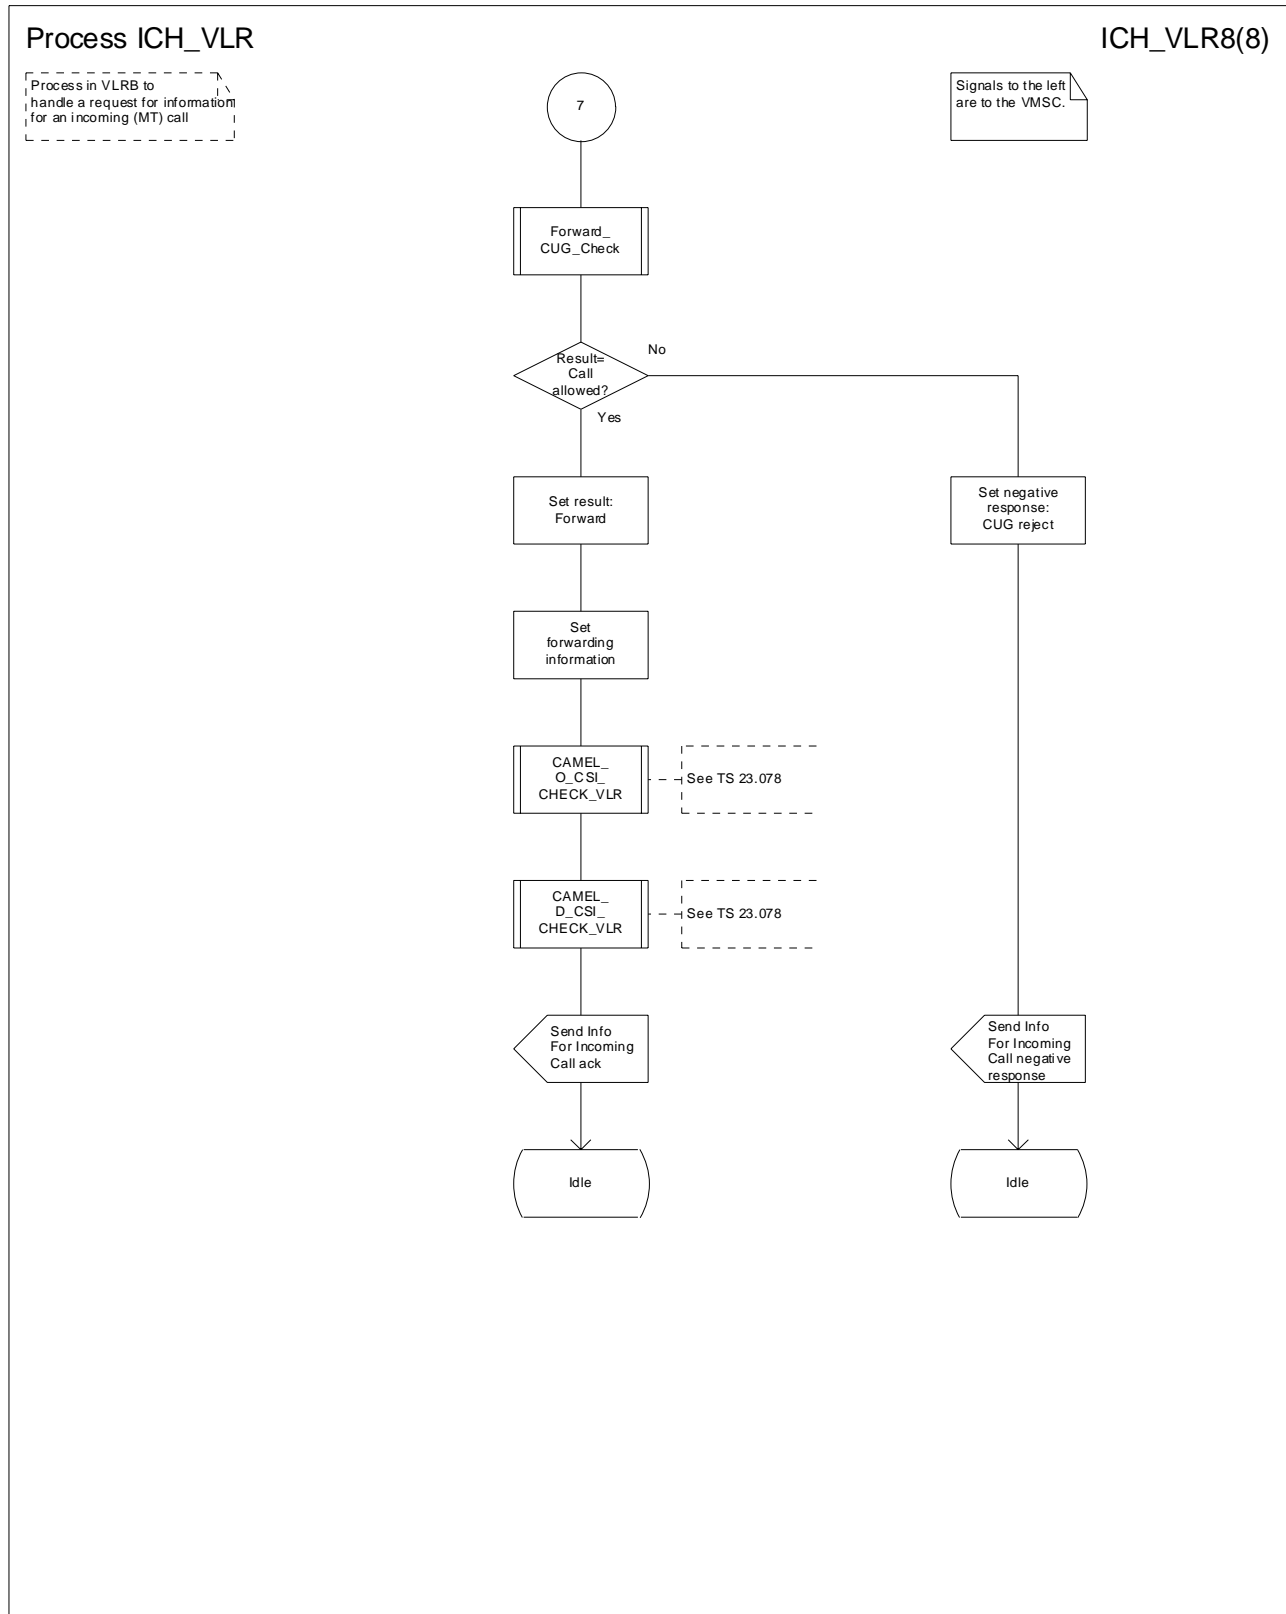 Process ICH_VLR
ICH_VLR8(8)
Process in VLRB to
handle a request for information
for an incoming (MT) call
7
Signals to the left
are to the VMSC.
Forward_
CUG_Check
Result=
Call
allowed?
No
Yes
Set result:
Forward
Set negative
response:
CUG reject
Set
forwarding
information
CAMEL_
O_CSI_
CHECK_VLR
See TS 23.078
CAMEL_
D_CSI_
CHECK_VLR
See TS 23.078
Send Info
For Incoming
Call ack
Send Info
For Incoming
Call negative
response
Idle
Idle